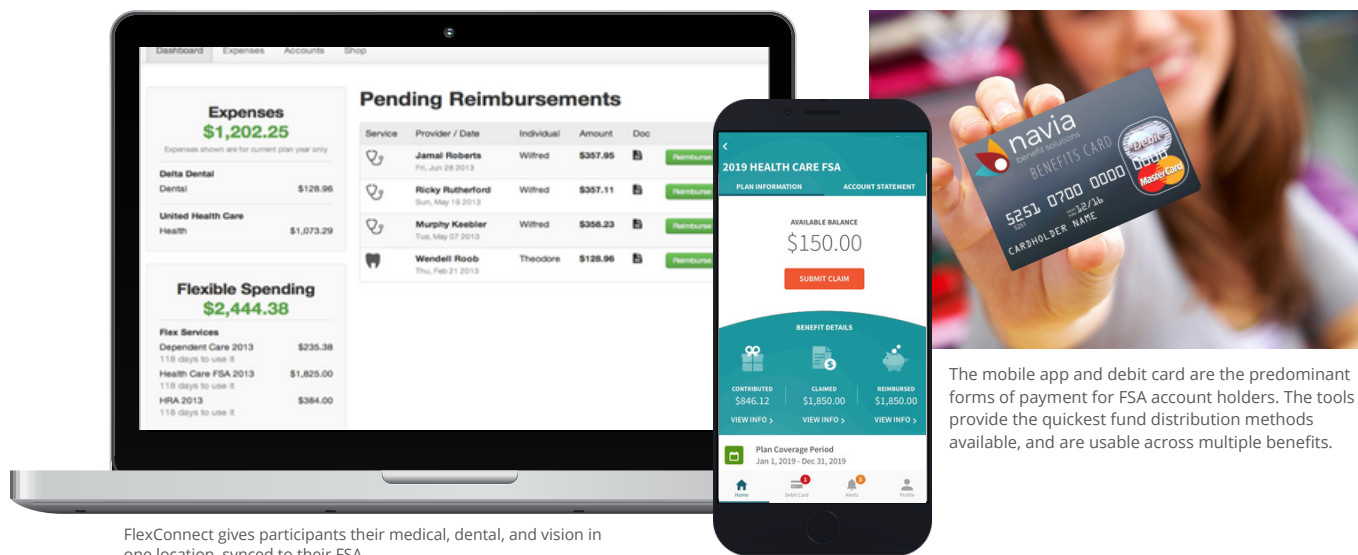 Dashboard Expenses Accounts Shop
Expenses
$1,202.25
Expenses shown are for current plan year only
Delta Dental
Dental $128.96
United Health Care
Health $1,073.29
Flexible Spending
$2,444.38
Flex Services
Dependent Care 2013 $235.38
118 days to use it
Health Care FSA 2013 $1,825.00
118 days to use it
HRA 2013 $384.00
118 days to use it
Pending Reimbursements
Service Provider / Date Individual Amount Doc
Jamal Roberts Wilfred $357.95 Reimburse
Fri, Jun 28 2013
Ricky Rutherford Wilfred $357.11 Reimburse
Sun, May 19 2013
Murphy Keebler Wilfred $358.23 Reimburse
Tue, May 07 2013
Wendell Roob Theodore $128.96 Reimburse
Thu, Feb 21 2013
2019 HEALTH CARE FSA
PLAN INFORMATION ACCOUNT STATEMENT
AVAILABLE BALANCE
$150.00
SUBMIT CLAIM
BENEFIT DETAILS
CONTRIBUTED CLAIMED REIMBURSED
$846.12 $1,850.00 $1,850.00
VIEW INFO > VIEW INFO > VIEW INFO >
Plan Coverage Period
Jan 1, 2019 - Dec 31, 2019
1 3
Home Debit Card Alerts Profile
navia
benefit solutions
BENEFITS CARD
Debit
MasterCard
5251 0700 0000 0000
5251
12/16
CARDHOLDER NAME
The mobile app and debit card are the predominant
forms of payment for FSA account holders. The tools
provide the quickest fund distribution methods
available, and are usable across multiple benefits.
FlexConnect gives participants their medical, dental, and vision in
one location, synced to their FSA